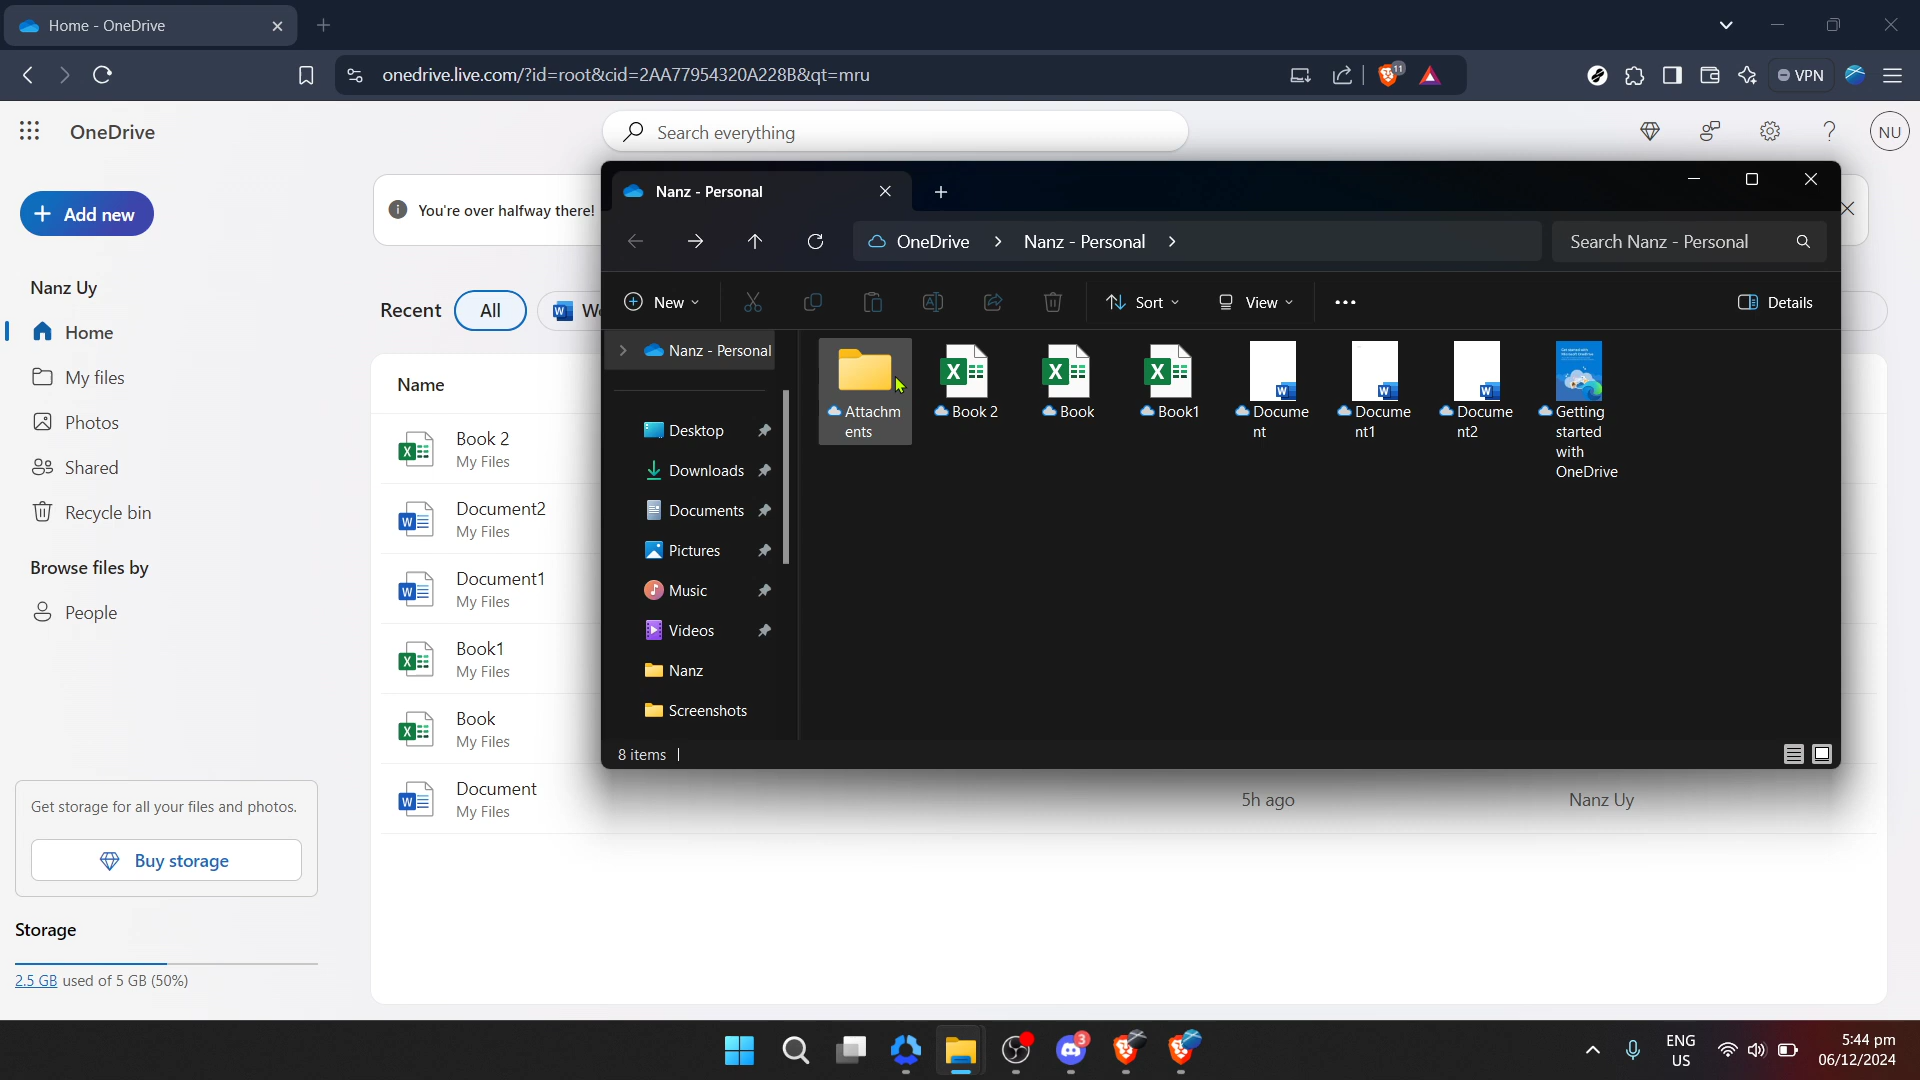 Home - OneDrive
onedrive.live.com/?id=root&cid=2AA77954320A228B&qt=mru
11
VPN
OneDrive
Search everything
NU
Add new
Nanz Uy
Home
My files
Photos
Shared
Recycle bin
Browse files by
People
Get storage for all your files and photos.
Buy storage
Storage
2.5 GB used of 5 GB (50%)
You're over halfway there!
Recent
All
Name
Book 2
My Files
Document2
My Files
Document1
My Files
Book1
My Files
Book
My Files
Document
My Files
5h ago
Nanz Uy
Nanz - Personal
OneDrive
Nanz - Personal
Search Nanz - Personal
New
Sort
View
Details
Nanz - Personal
Desktop
Downloads
Documents
Pictures
Music
Videos
Nanz
Screenshots
Attachm
ents
Book 2
Book
Book1
Docume
nt
Docume
nt1
Docume
nt2
Getting
started
with
OneDrive
8 items
3
ENG
US
5:44 pm
06/12/2024